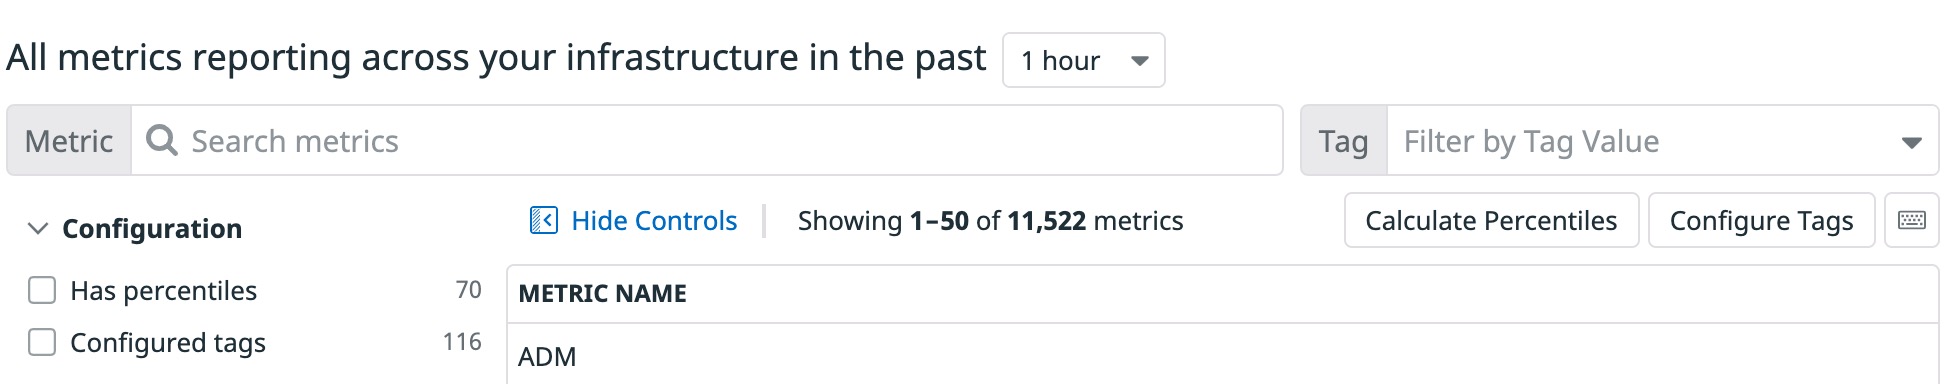 All metrics reporting across your infrastructure in the past 1 hour
Metric Search metrics Tag Filter by Tag Value
Configuration Hide Controls Showing 1–50 of 11,522 metrics Calculate Percentiles Configure Tags
Has percentiles 70 METRIC NAME
Configured tags 116
ADM